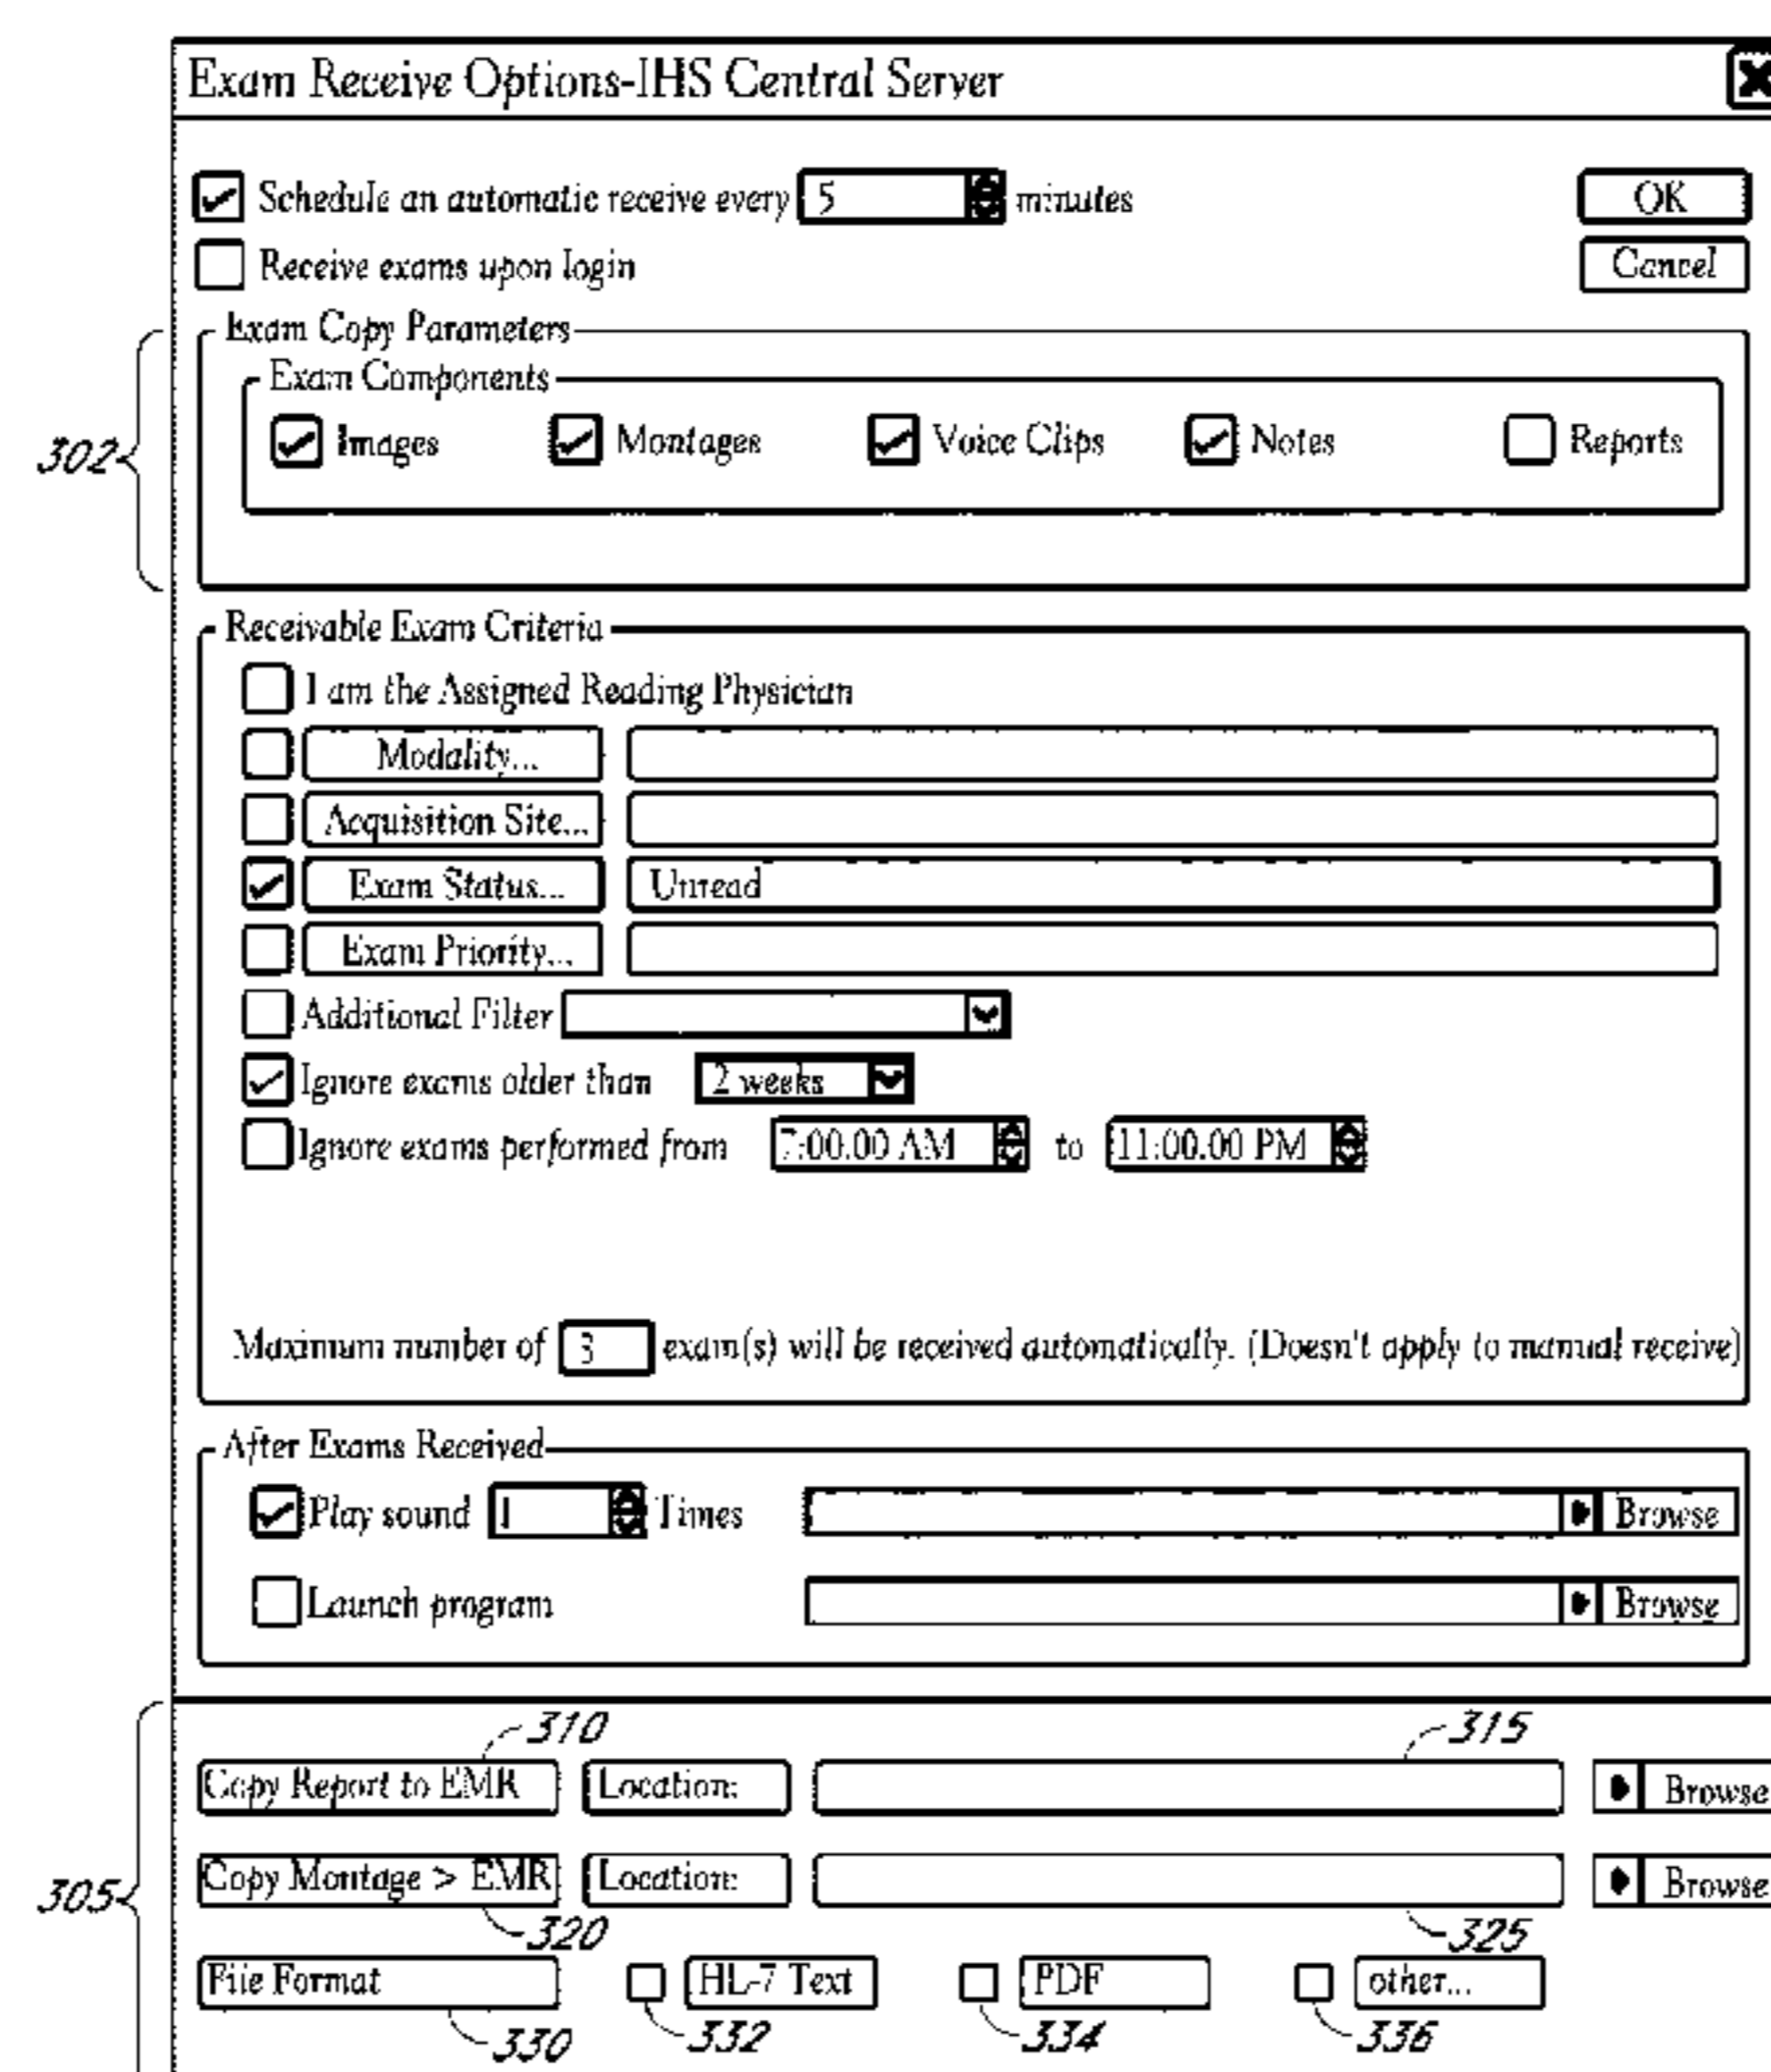 Exam Receive Options-IHS Central Server
Schedule an automatic receive every 5 minutes OK
Receive exams upon login Cancel
Exam Copy Parameters
Exam Components
302 Images Montages Voice Clips Notes Reports
Receivable Exam Criteria
I am the Assigned Reading Physician
Modality...
Acquisition Site...
Exam Status... Unread
Exam Priority...
Additional Filter
Ignore exams older than 2 weeks
Ignore exams performed from 7:00.00 AM to 11:00.00 PM
Maximum number of 3 exam(s) will be received automatically. (Doesn't apply to manual receive)
After Exams Received
Play sound 1 Times Browse
Launch program Browse
310 315
Copy Report to EMR Location: Browse
305 Copy Montage > EMR Location: Browse
320 325
File Format HL-7 Text PDF other...
330 332 334 336